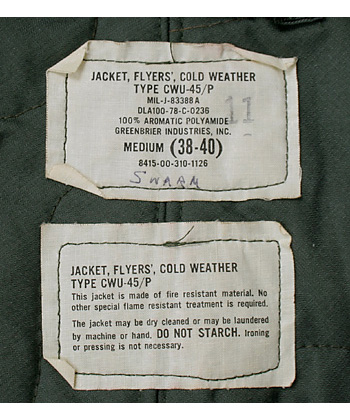 JACKET, FLYERS', COLD WEATHER
TYPE CWU-45/P
MIL-J-83388A
DLA100-78-C-0236
100% AROMATIC POLYAMIDE
GREENBRIER INDUSTRIES, INC.
11
MEDIUM (38-40)
8415-00-310-1126
SWARM
JACKET, FLYERS', COLD WEATHER
TYPE CWU-45/P
This jacket is made of fire resistant material. No
other special flame resistant treatment is required.
The jacket may be dry cleaned or may be laundered
by machine or hand. DO NOT STARCH. Ironing
or pressing is not necessary.